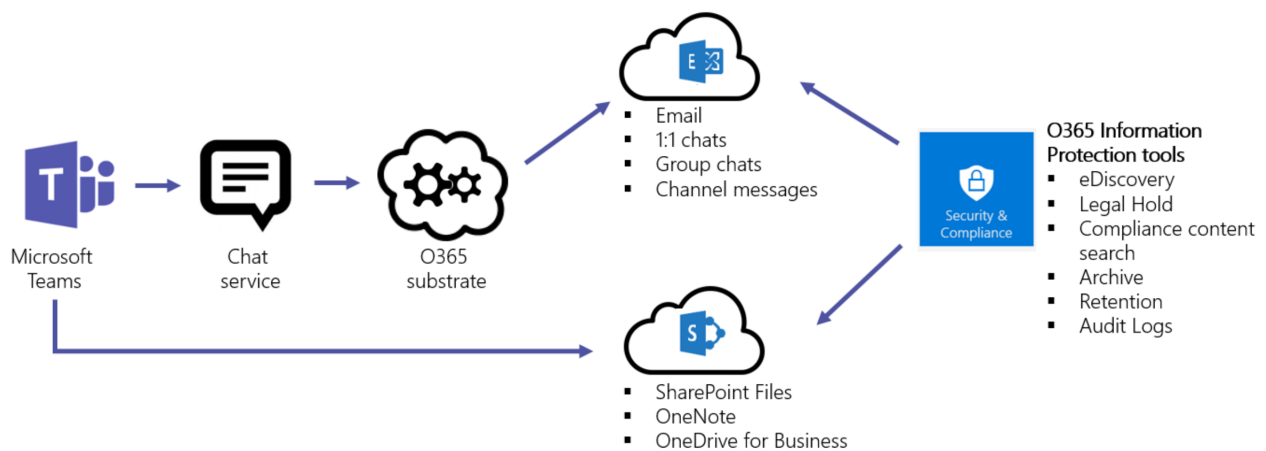 T
Microsoft
Teams
Chat
service
O365
substrate
E
▪ Email
▪ 1:1 chats
▪ Group chats
▪ Channel messages
S
▪ SharePoint Files
▪ OneNote
▪ OneDrive for Business
Security &
Compliance
O365 Information
Protection tools
▪ eDiscovery
▪ Legal Hold
▪ Compliance content
search
▪ Archive
▪ Retention
▪ Audit Logs